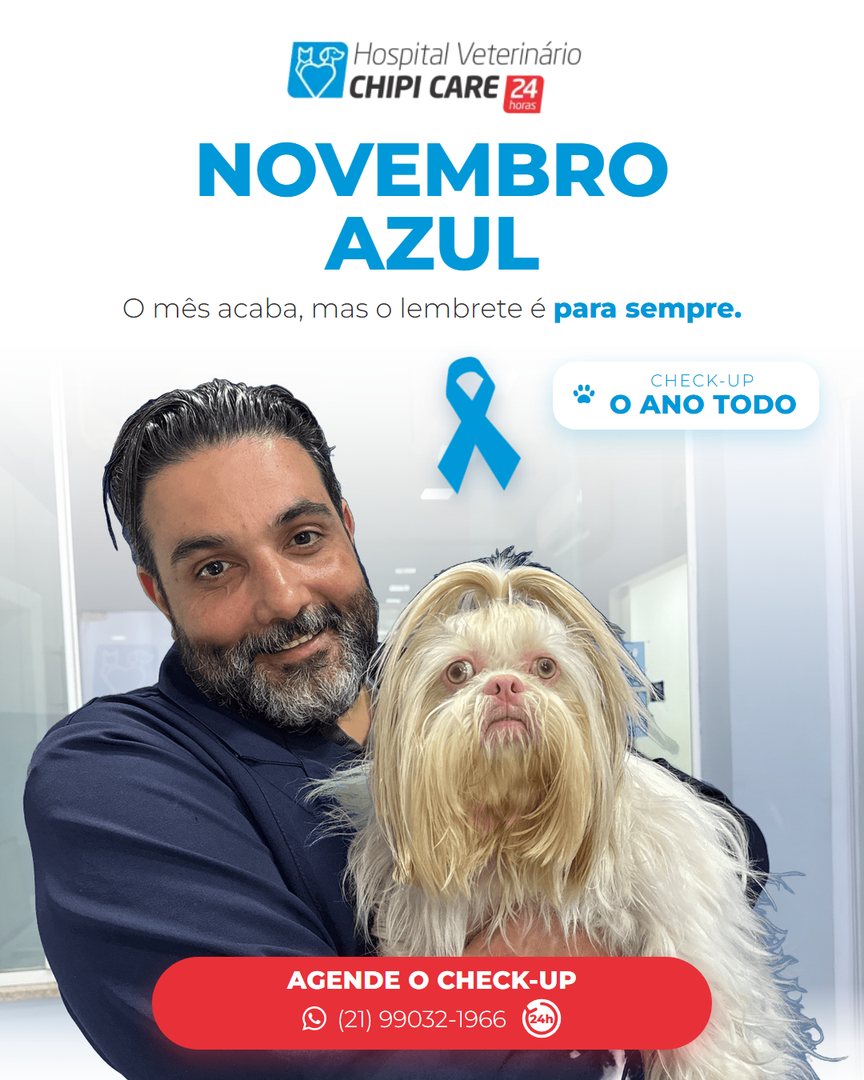 Hospital Veterinário
CHIPI CARE 24 horas
NOVEMBRO
AZUL
O mês acaba, mas o lembrete é para sempre.
CHECK-UP
O ANO TODO
AGENDE O CHECK-UP
(21) 99032-1966 24h